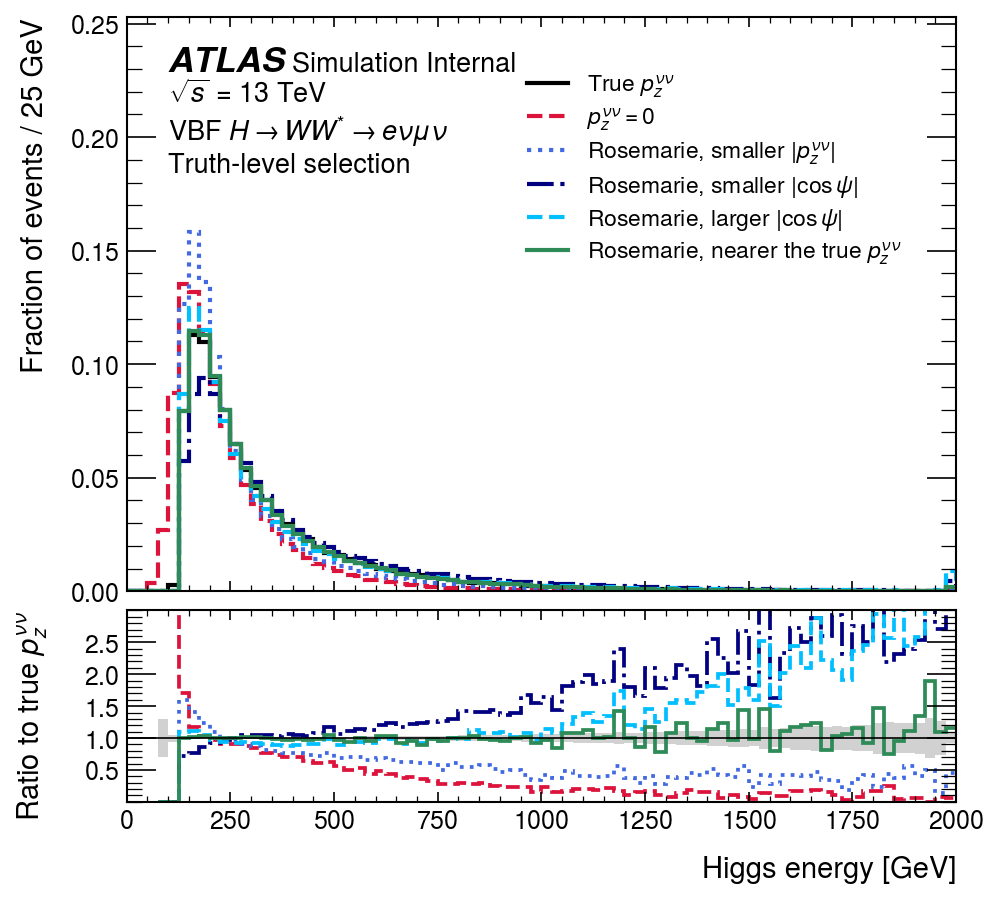 ATLAS Simulation Internal
√s = 13 TeV
VBF H → WW* → eνμν
Truth-level selection
True p_z^νν
p_z^νν = 0
Rosemarie, smaller |p_z^νν|
Rosemarie, smaller |cos ψ|
Rosemarie, larger |cos ψ|
Rosemarie, nearer the true p_z^νν
Fraction of events / 25 GeV
0.25
0.20
0.15
0.10
0.05
0.00
Ratio to true p_z^νν
2.5
2.0
1.5
1.0
0.5
0 250 500 750 1000 1250 1500 1750 2000
Higgs energy [GeV]